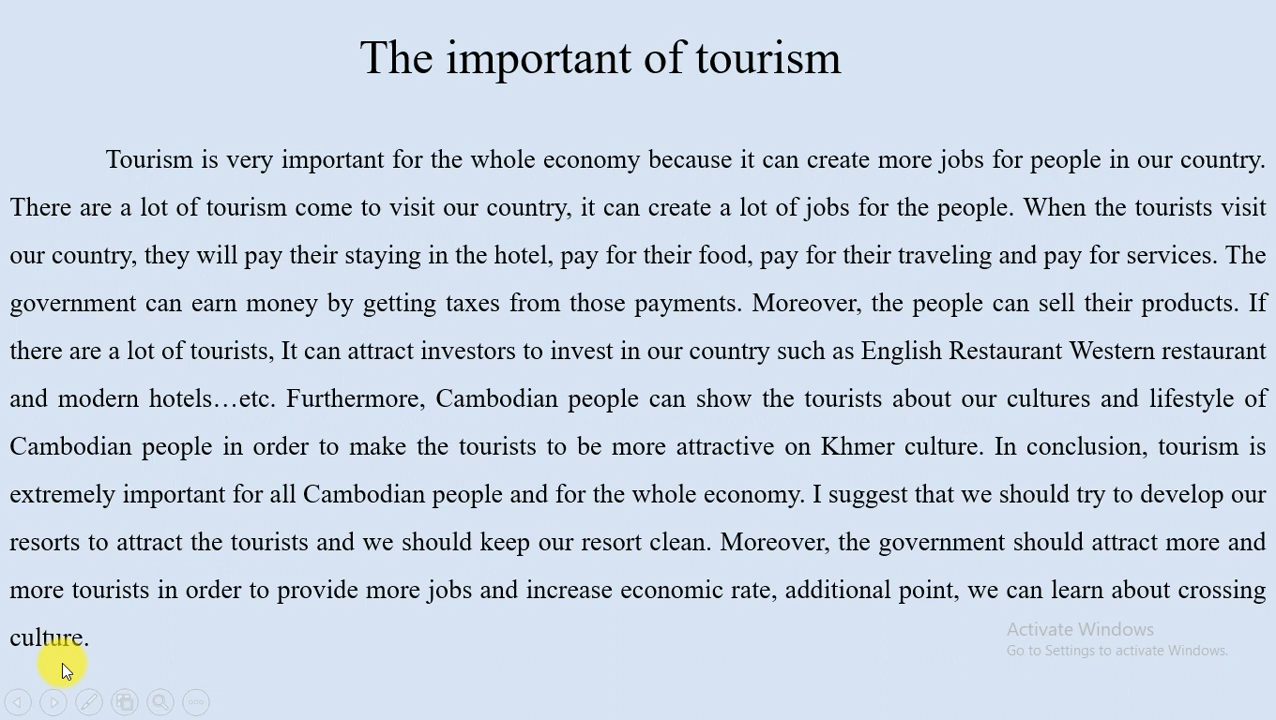 The important of tourism
Tourism is very important for the whole economy because it can create more jobs for people in our country.
There are a lot of tourism come to visit our country, it can create a lot of jobs for the people. When the tourists visit
our country, they will pay their staying in the hotel, pay for their food, pay for their traveling and pay for services. The
government can earn money by getting taxes from those payments. Moreover, the people can sell their products. If
there are a lot of tourists, It can attract investors to invest in our country such as English Restaurant Western restaurant
and modern hotels…etc. Furthermore, Cambodian people can show the tourists about our cultures and lifestyle of
Cambodian people in order to make the tourists to be more attractive on Khmer culture. In conclusion, tourism is
extremely important for all Cambodian people and for the whole economy. I suggest that we should try to develop our
resorts to attract the tourists and we should keep our resort clean. Moreover, the government should attract more and
more tourists in order to provide more jobs and increase economic rate, additional point, we can learn about crossing
culture.
Activate Windows
Go to Settings to activate Windows.